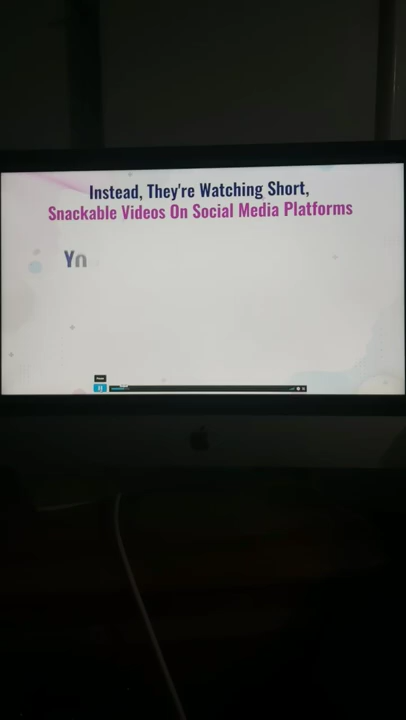 Instead, They're Watching Short,
Snackable Videos On Social Media Platforms